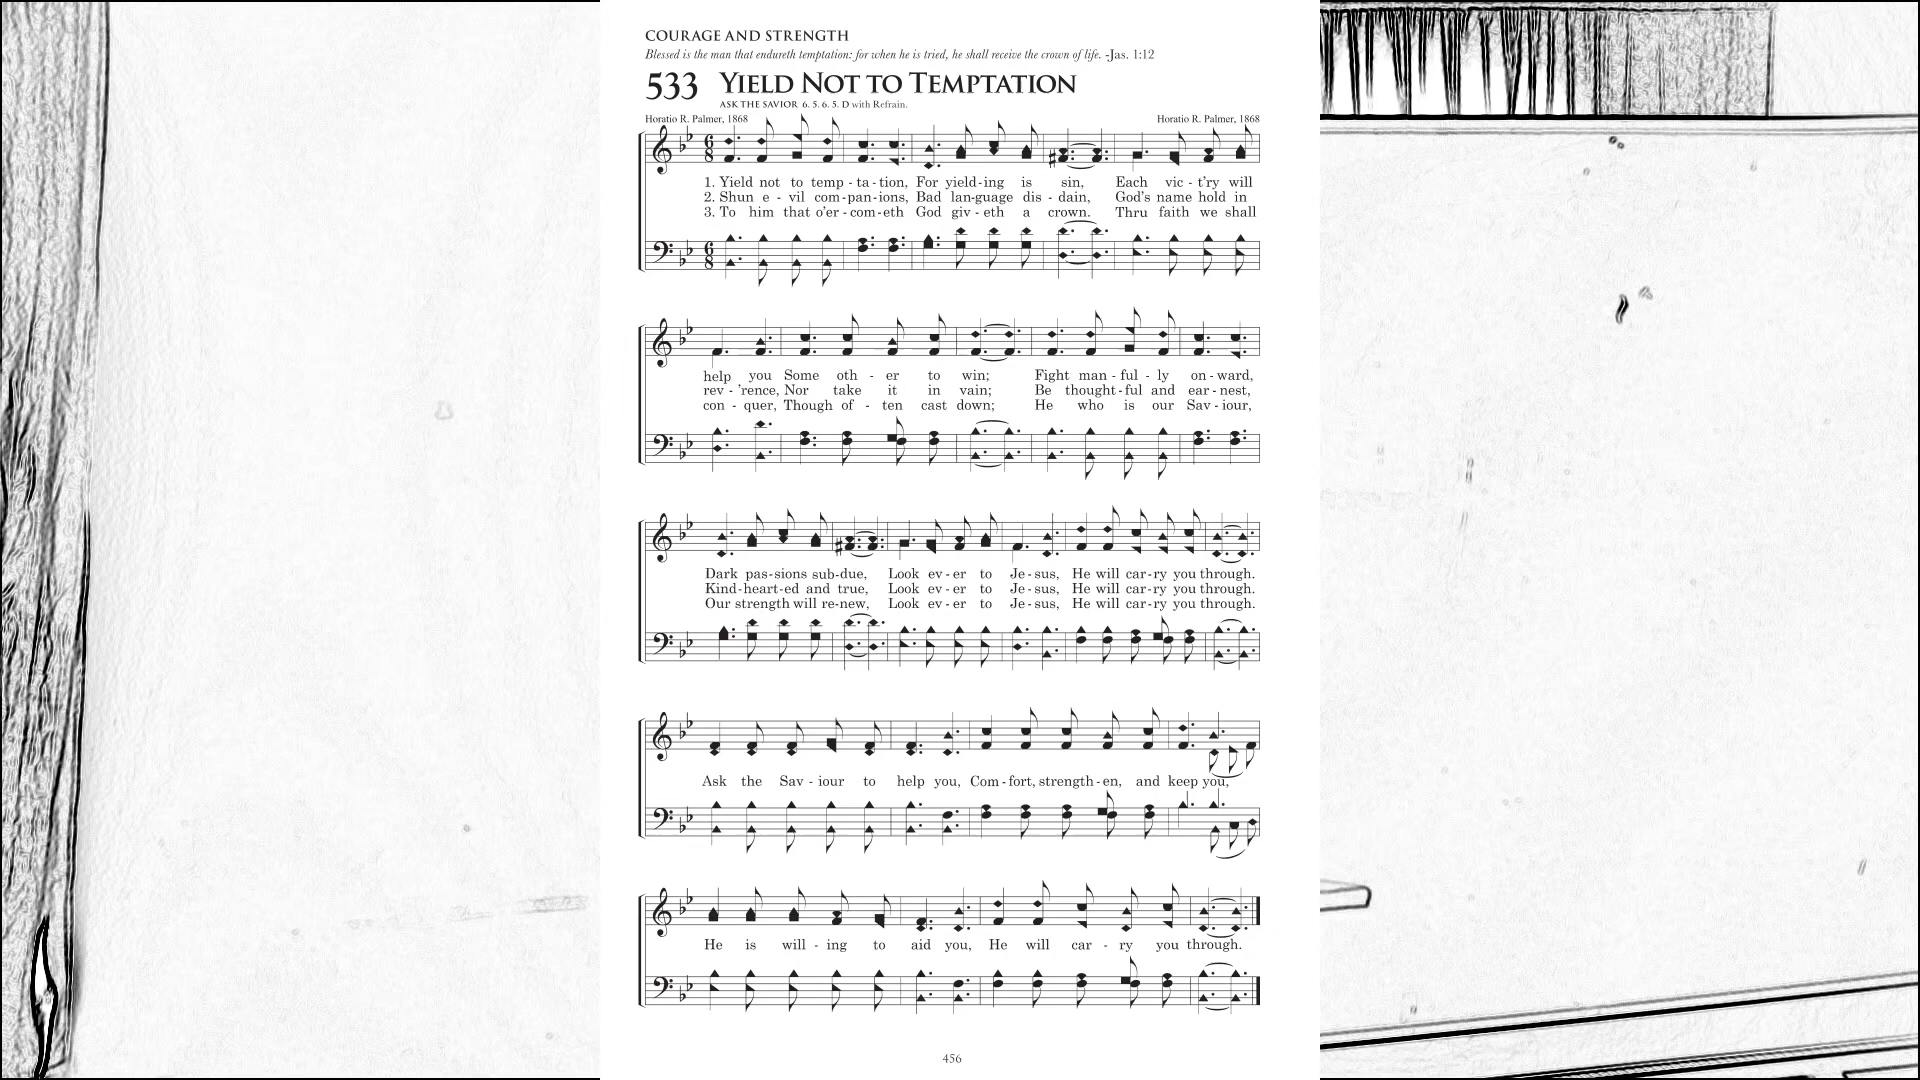 COURAGE AND STRENGTH
Blessed is the man that endureth temptation: for when he is tried, he shall receive the crown of life. -Jas. 1:12
533 YIELD NOT TO TEMPTATION
ASK THE SAVIOR 6. 5. 6. 5. D with Refrain.
Horatio R. Palmer, 1868 Horatio R. Palmer, 1868
1. Yield not to temp - ta - tion, For yield - ing is sin, Each vic - t'ry will
2. Shun e - vil com - pan - ions, Bad lan - guage dis - dain, God's name hold in
3. To him that o'er - com - eth God giv - eth a crown. Thru faith we shall
help you Some oth - er to win; Fight man - ful - ly on - ward,
rev - 'rence, Nor take it in vain; Be thought - ful and ear - nest,
con - quer, Though of - ten cast down; He who is our Sav - iour,
Dark pas - sions sub - due, Look ev - er to Je - sus, He will car - ry you through.
Kind - heart - ed and true, Look ev - er to Je - sus, He will car - ry you through.
Our strength will re - new, Look ev - er to Je - sus, He will car - ry you through.
Ask the Sav - iour to help you, Com - fort, strength - en, and keep you,
He is will - ing to aid you, He will car - ry you through.
456